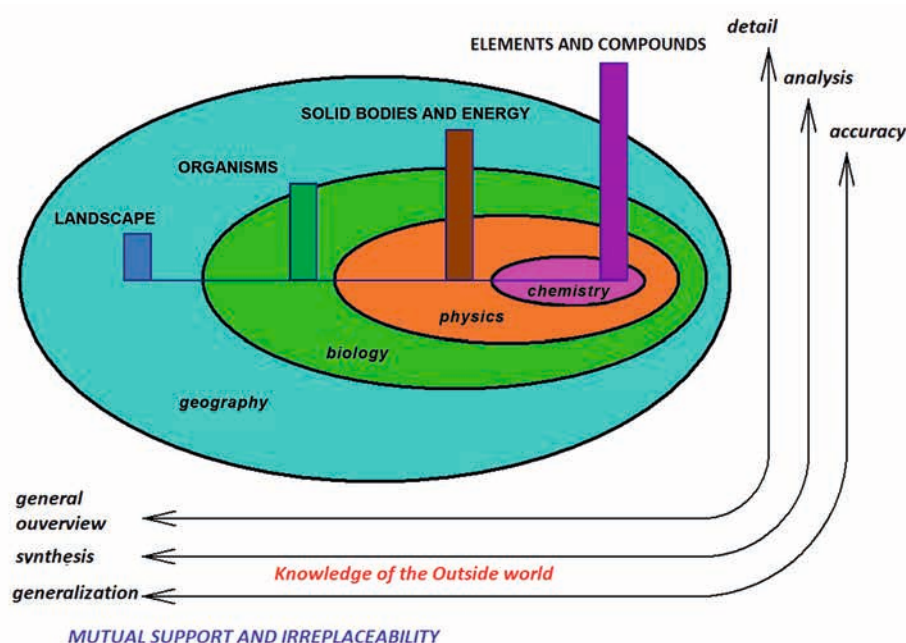 detail
ELEMENTS AND COMPOUNDS
analysis
SOLID BODIES AND ENERGY
accuracy
ORGANISMS
LANDSCAPE
chemistry
physics
biology
geography
general
ouverview
synthesis
Knowledge of the Outside world
generalization
MUTUAL SUPPORT AND IRREPLACEABILITY